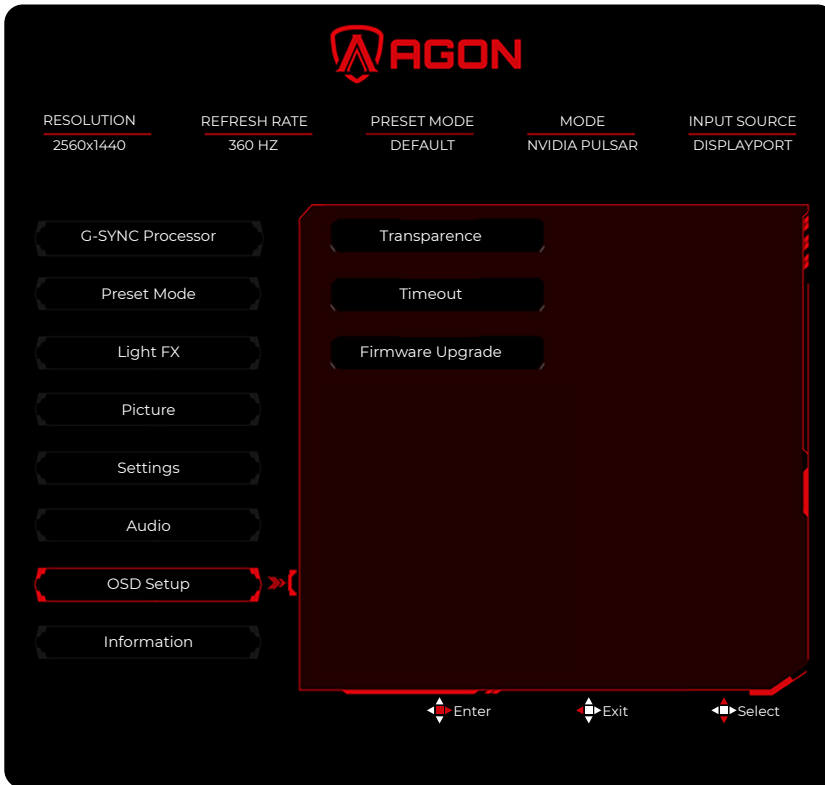 AGON
RESOLUTION REFRESH RATE PRESET MODE MODE INPUT SOURCE
2560x1440 360 HZ DEFAULT NVIDIA PULSAR DISPLAYPORT
G-SYNC Processor
Preset Mode
Light FX
Picture
Settings
Audio
OSD Setup
Information
Transparence
Timeout
Firmware Upgrade
Enter Exit Select